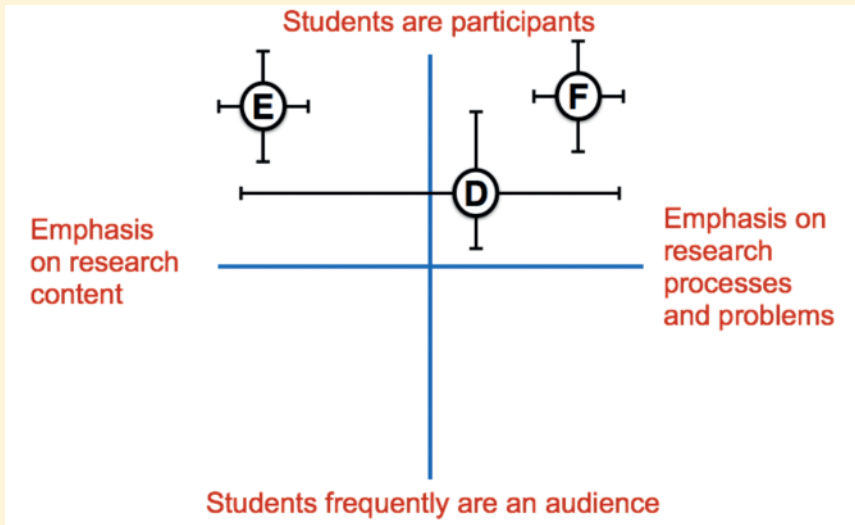 Students are participants
E
F
D
Emphasis
on research
content
Emphasis on
research
processes
and problems
Students frequently are an audience